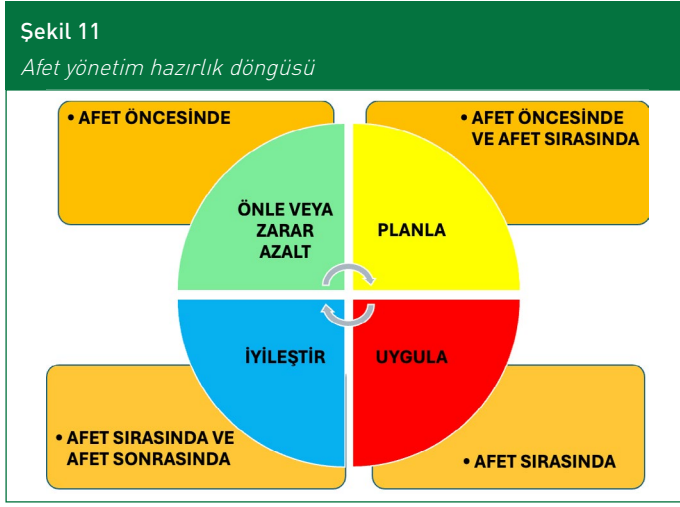 Şekil 11
Afet yönetim hazırlık döngüsü
• AFET ÖNCESİNDE
• AFET ÖNCESİNDE
VE AFET SIRASINDA
ÖNLE VEYA
ZARAR
AZALT
PLANLA
İYİLEŞTİR
UYGULA
• AFET SIRASINDA VE
AFET SONRASINDA
• AFET SIRASINDA